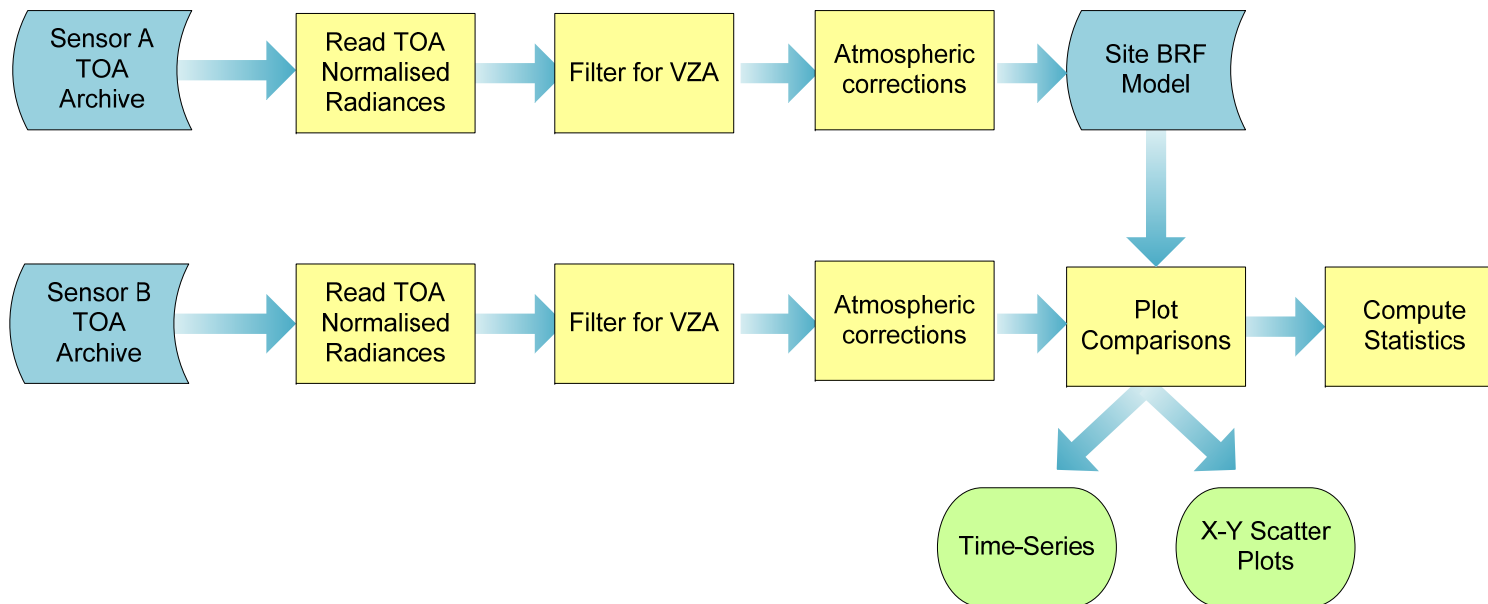 Sensor A
TOA
Archive
Read TOA
Normalised
Radiances
Filter for VZA
Atmospheric
corrections
Site BRF
Model
Sensor B
TOA
Archive
Read TOA
Normalised
Radiances
Filter for VZA
Atmospheric
corrections
Plot
Comparisons
Compute
Statistics
Time-Series
X-Y Scatter
Plots